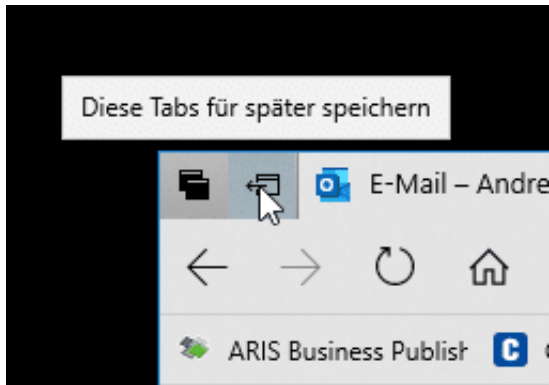 Diese Tabs für später speichern
E-Mail – Andre
ARIS Business Publish